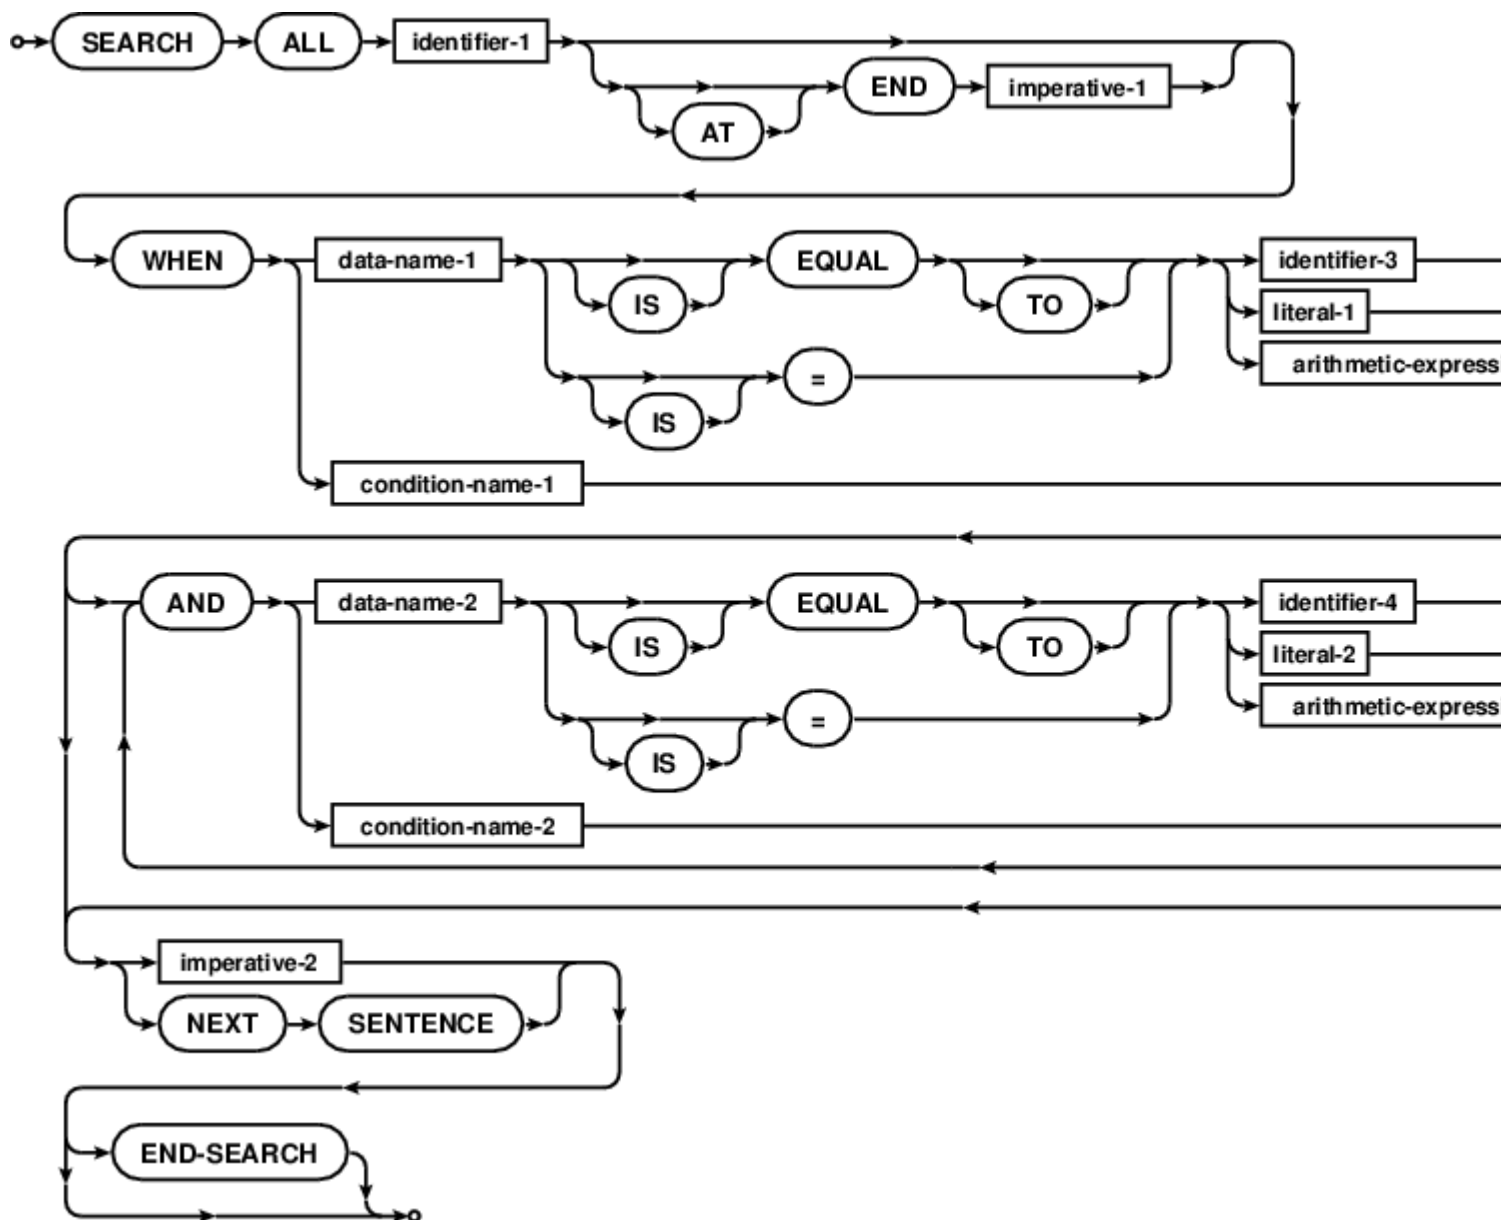 SEARCH ALL identifier-1
END imperative-1
AT
WHEN data-name-1 EQUAL identifier-3
IS TO literal-1
arithmetic-express
=
IS
condition-name-1
AND data-name-2 EQUAL identifier-4
IS TO literal-2
arithmetic-express
=
IS
condition-name-2
imperative-2
NEXT SENTENCE
END-SEARCH